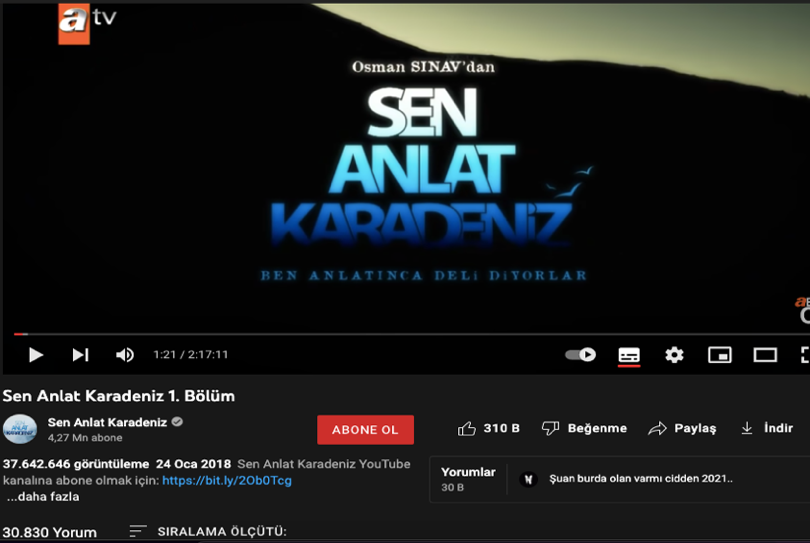 a tv
Osman SINAV'dan
SEN
ANLAT
KARADENİZ
BEN ANLATINCA DELİ DİYORLAR
1:21 / 2:17:11
Sen Anlat Karadeniz 1. Bölüm
Sen Anlat Karadeniz
4,27 Mn abone
ABONE OL
310 B
Beğenme
Paylaş
İndir
37.642.646 görüntüleme 24 Oca 2018 Sen Anlat Karadeniz YouTube
kanalına abone olmak için: https://bit.ly/2Ob0Tcg
...daha fazla
Yorumlar
30 B
Şuan burda olan varmı cidden 2021..
30.830 Yorum
SIRALAMA ÖLÇÜTÜ: